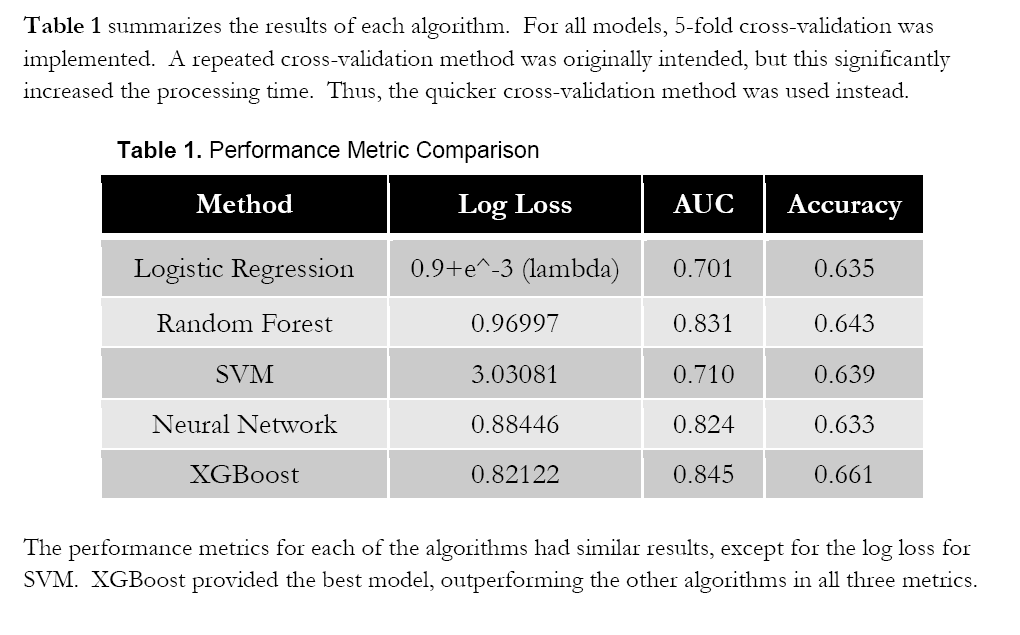 Table 1 summarizes the results of each algorithm. For all models, 5-fold cross-validation was
implemented. A repeated cross-validation method was originally intended, but this significantly
increased the processing time. Thus, the quicker cross-validation method was used instead.
Table 1. Performance Metric Comparison
Method Log Loss AUC Accuracy
Logistic Regression 0.9+e^-3 (lambda) 0.701 0.635
Random Forest 0.96997 0.831 0.643
SVM 3.03081 0.710 0.639
Neural Network 0.88446 0.824 0.633
XGBoost 0.82122 0.845 0.661
The performance metrics for each of the algorithms had similar results, except for the log loss for
SVM. XGBoost provided the best model, outperforming the other algorithms in all three metrics.